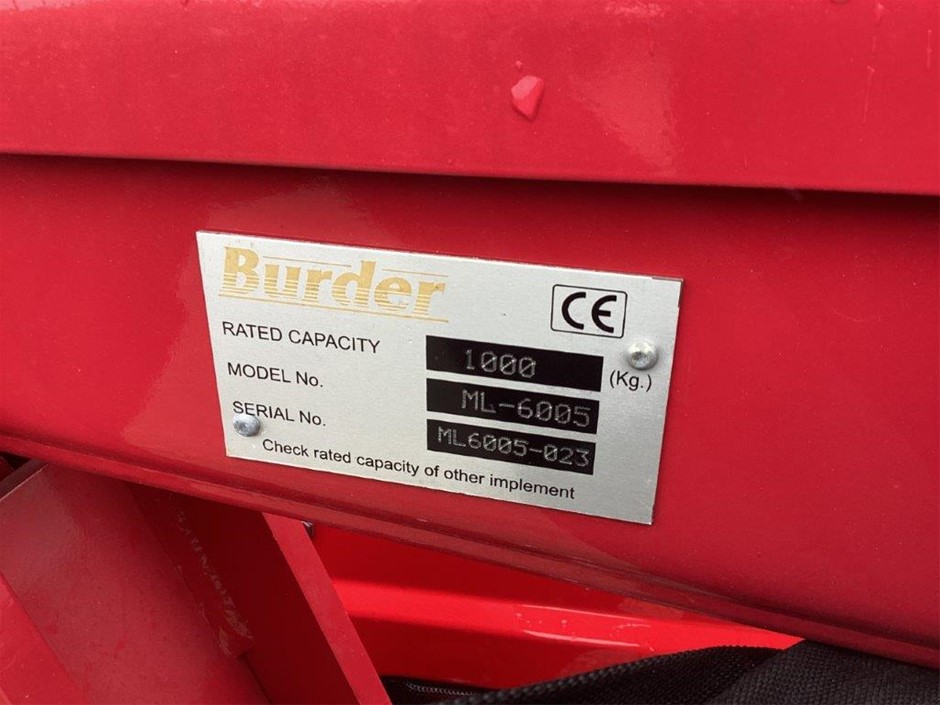 Burder
CE
RATED CAPACITY 1000 (Kg.)
MODEL No. ML-6005
SERIAL No. ML6005-023
Check rated capacity of other implement